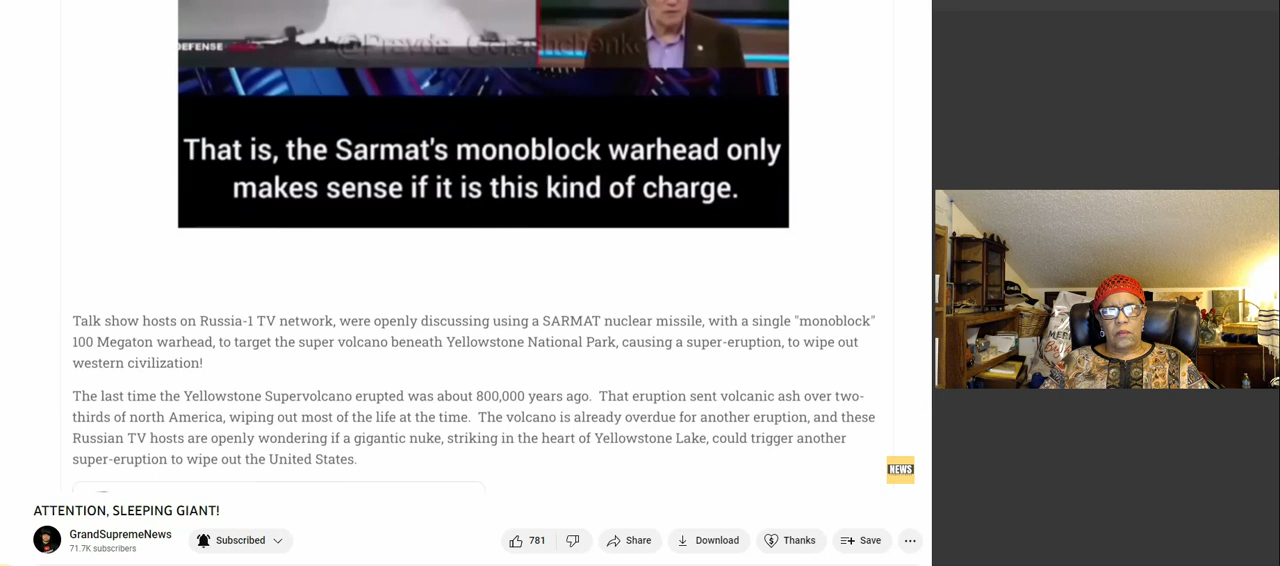 DEFENSE
That is, the Sarmat's monoblock warhead only
makes sense if it is this kind of charge.
Talk show hosts on Russia-1 TV network, were openly discussing using a SARMAT nuclear missile, with a single "monoblock"
100 Megaton warhead, to target the super volcano beneath Yellowstone National Park, causing a super-eruption, to wipe out
western civilization!
The last time the Yellowstone Supervolcano erupted was about 800,000 years ago.  That eruption sent volcanic ash over two-
thirds of north America, wiping out most of the life at the time.  The volcano is already overdue for another eruption, and these
Russian TV hosts are openly wondering if a gigantic nuke, striking in the heart of Yellowstone Lake, could trigger another
super-eruption to wipe out the United States.
NEWS
ATTENTION, SLEEPING GIANT!
GrandSupremeNews
71.7K subscribers
Subscribed
781
Share
Download
Thanks
Save